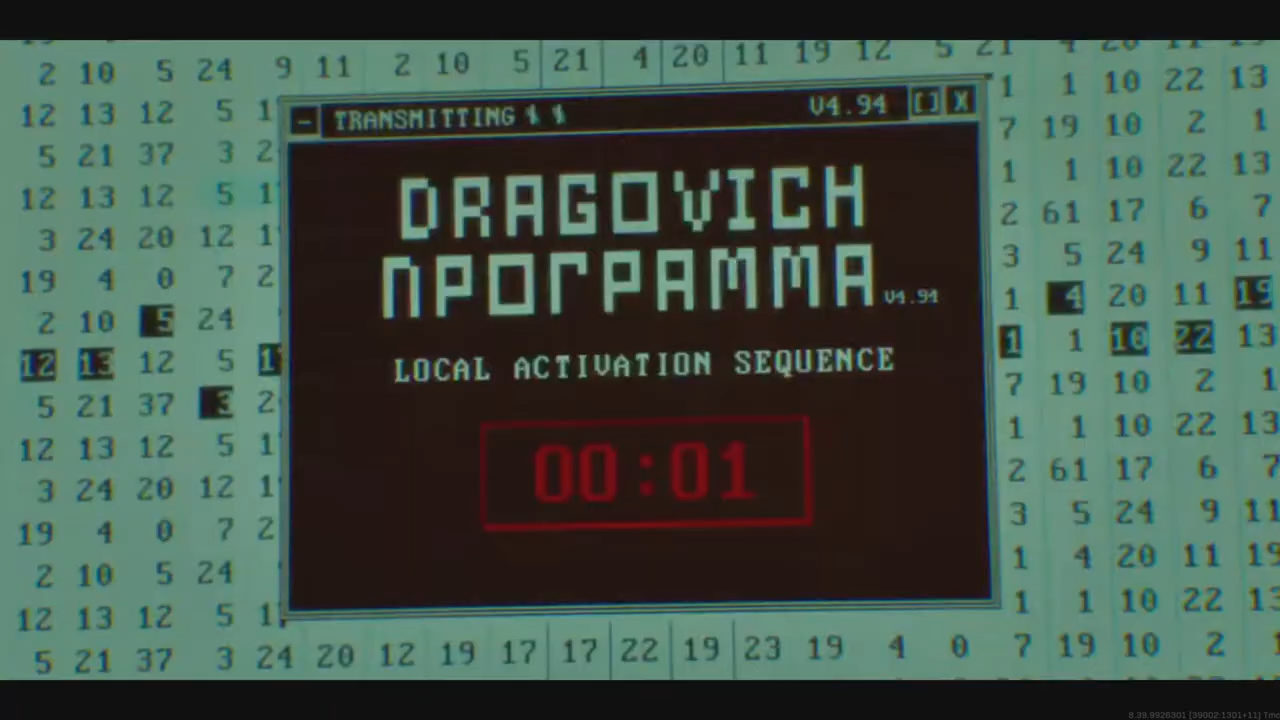 2 10 5 24 9 11 2 10 5 21 4 20 11 19 12 5 21
12 13 12 5
5 21 37 3
12 13 12 5
3 24 20 12
19 4 0 7
2 10 5 24
12 13 12 5
5 21 37 3
12 13 12 5
3 24 20 12
19 4 0 7
2 10 5 24
12 13 12 5
TRANSMITTING V4.94 [] X
DRAGOVICH
ПРОГРАММА V4.94
LOCAL ACTIVATION SEQUENCE
00:01
1 1 10 22 13
7 19 10 2 1
1 1 10 22 13
2 61 17 6 7
3 5 24 9 11
1 4 20 11 19
1 1 10 22 13
7 19 10 2 1
1 1 10 22 13
2 61 17 6 7
3 5 24 9 11
1 4 20 11 19
1 1 10 22 13
5 21 37 3 24 20 12 19 17 17 22 19 23 19 4 0 7 19 10 2 1